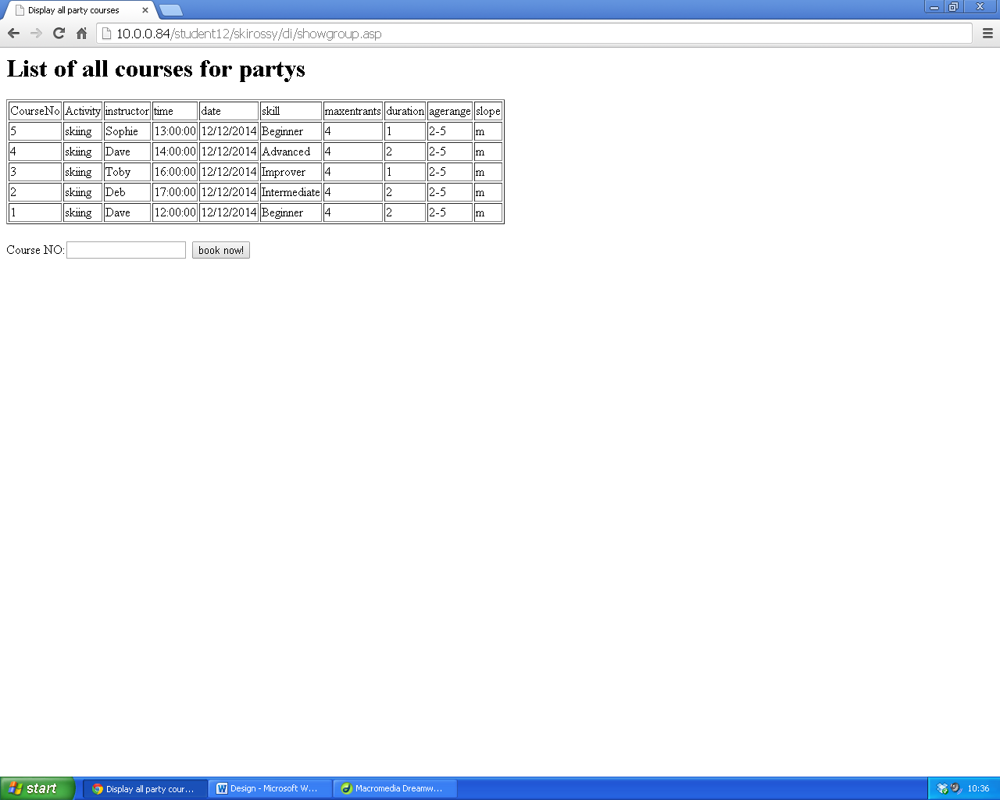 Display all party courses
10.0.0.84/student12/skirossy/di/showgroup.asp
List of all courses for partys
CourseNo Activity instructor time date skill maxentrants duration agerange slope
5 skiing Sophie 13:00:00 12/12/2014 Beginner 4 1 2-5 m
4 skiing Dave 14:00:00 12/12/2014 Advanced 4 2 2-5 m
3 skiing Toby 16:00:00 12/12/2014 Improver 4 1 2-5 m
2 skiing Deb 17:00:00 12/12/2014 Intermediate 4 2 2-5 m
1 skiing Dave 12:00:00 12/12/2014 Beginner 4 2 2-5 m
Course NO: book now!
start Display all party cour... Design - Microsoft W... Macromedia Dreamw... 10:36